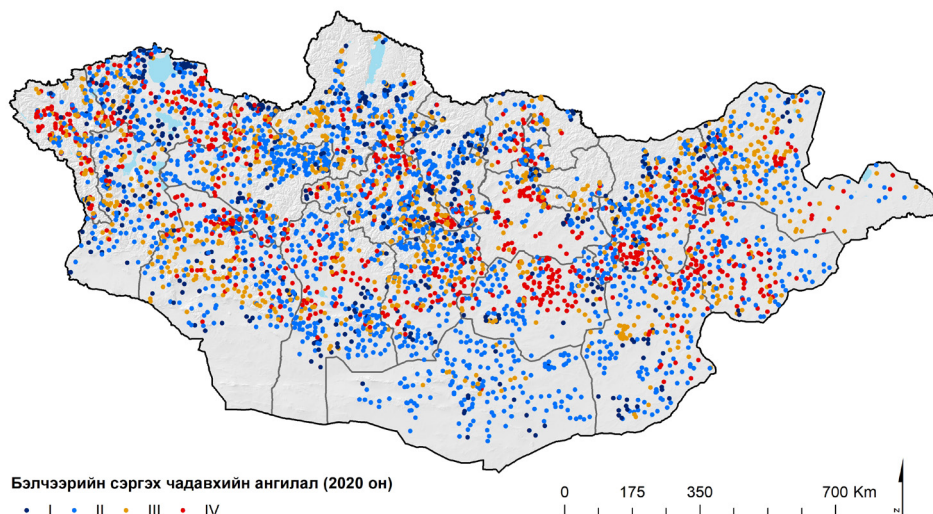 Бэлчээрийн сэргэх чадавхийн ангилал (2020 он)
I II III IV
0 175 350 700 Km